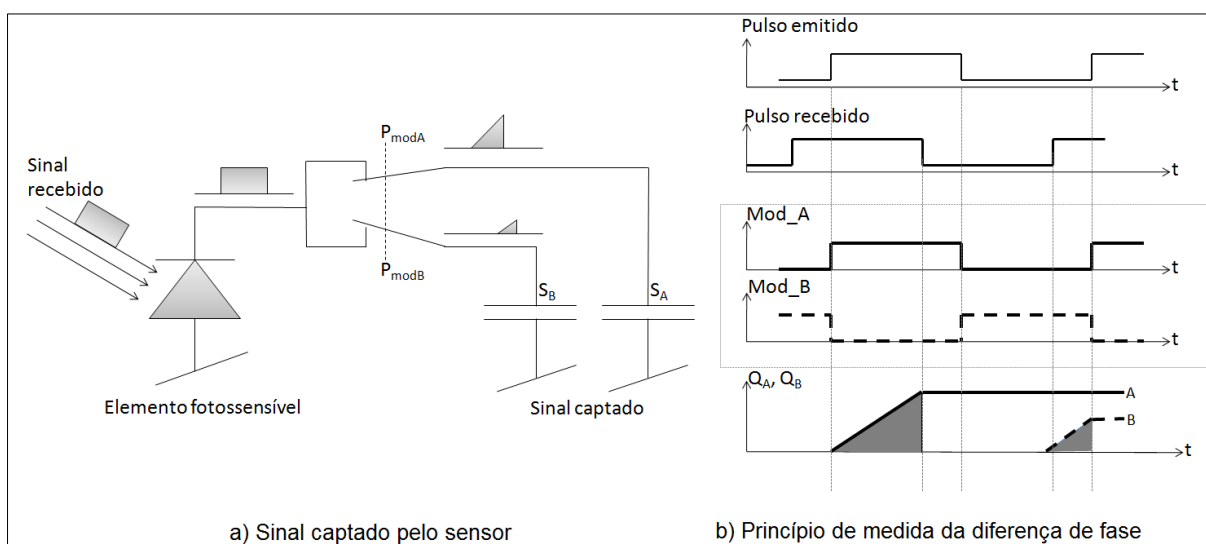 Sinal
recebido
P_modA
P_modB
S_B
S_A
Elemento fotossensível
Sinal captado
a) Sinal captado pelo sensor
Pulso emitido
t
Pulso recebido
t
Mod_A
t
Mod_B
t
Q_A, Q_B
A
B
t
b) Princípio de medida da diferença de fase